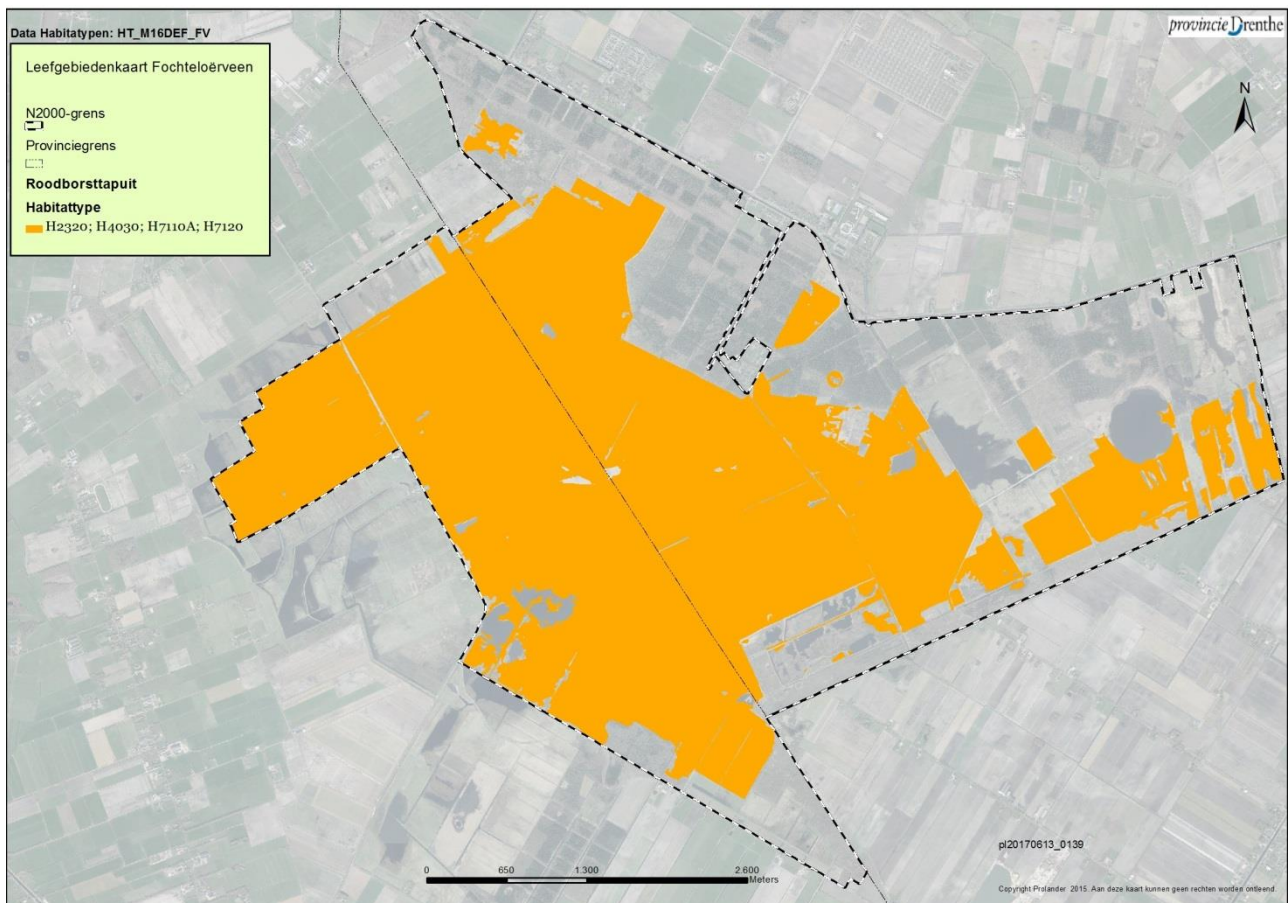 Data Habitatypen: HT_M16DEF_FV
provincie Drenthe
Leefgebiedenkaart Fochteloërveen
N2000-grens
Provinciegrens
Roodborsttapuit
Habitattype
H2320; H4030; H7110A; H7120
N
0 650 1.300 2.600
Meters
pl20170613_0139
Copyright Prolander 2015. Aan deze kaart kunnen geen rechten worden ontleend.